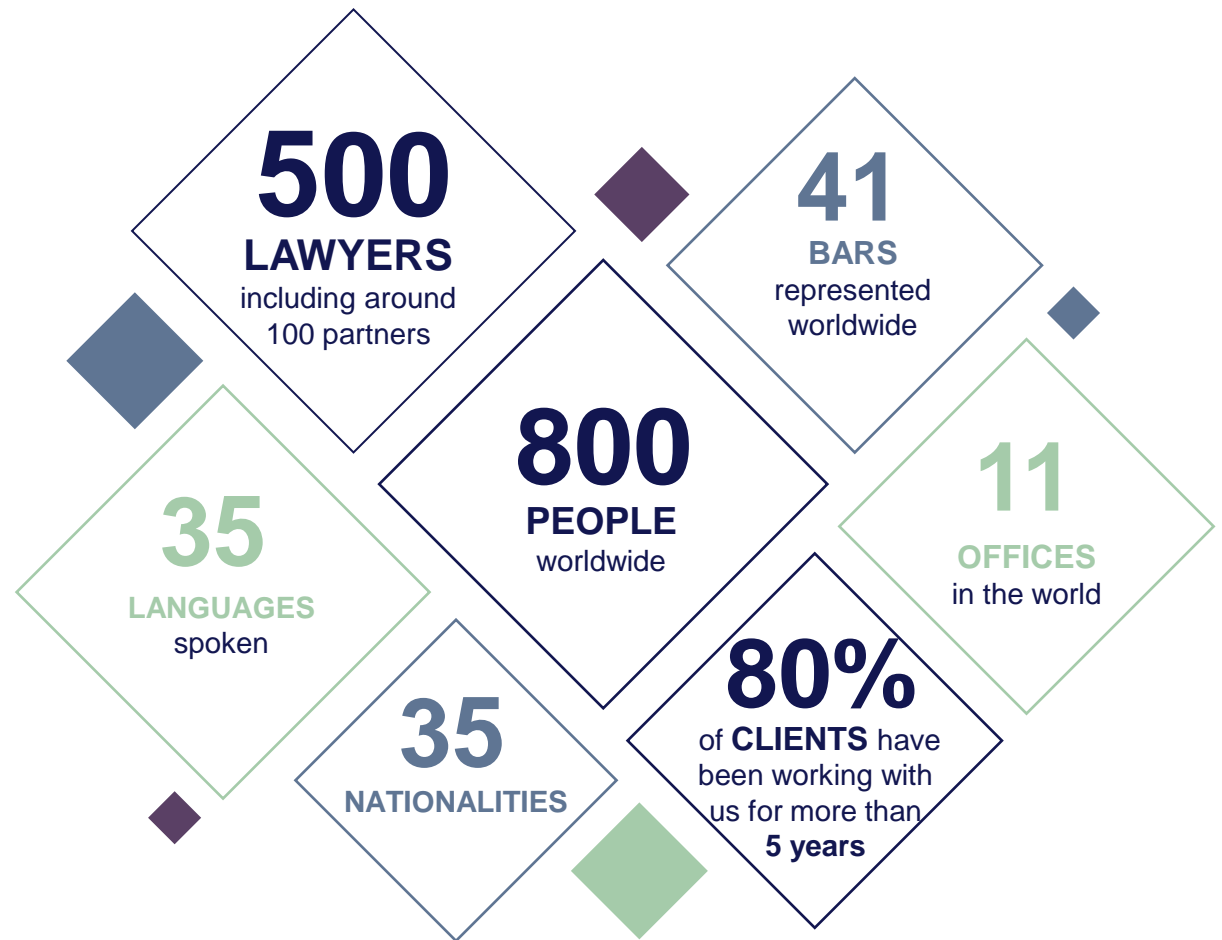 500
LAWYERS
including around
100 partners
41
BARS
represented
worldwide
800
PEOPLE
worldwide
11
OFFICES
in the world
35
LANGUAGES
spoken
35
NATIONALITIES
80%
of CLIENTS have
been working with
us for more than
5 years